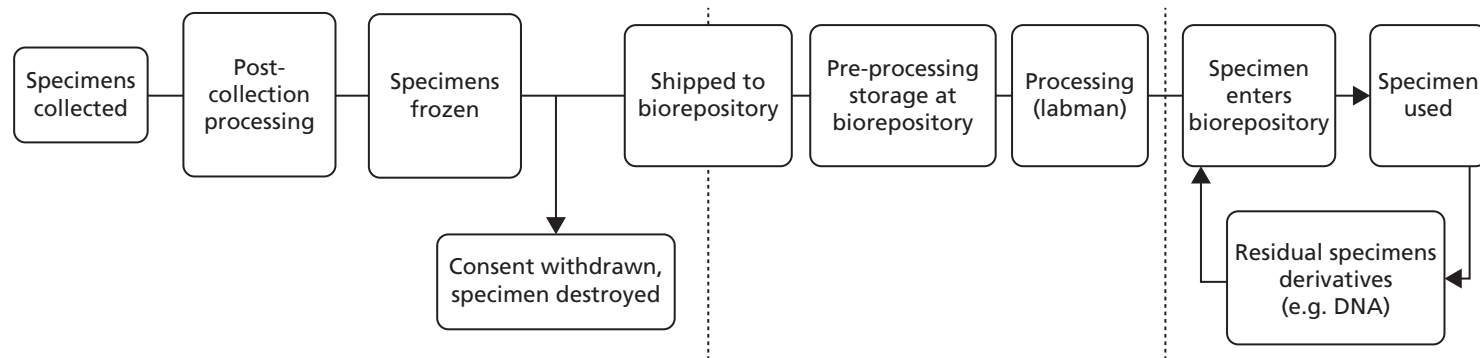 Specimens
collected
Post-
collection
processing
Specimens
frozen
Shipped to
biorepository
Pre-processing
storage at
biorepository
Processing
(labman)
Specimen
enters
biorepository
Specimen
used
Consent withdrawn,
specimen destroyed
Residual specimens
derivatives
(e.g. DNA)